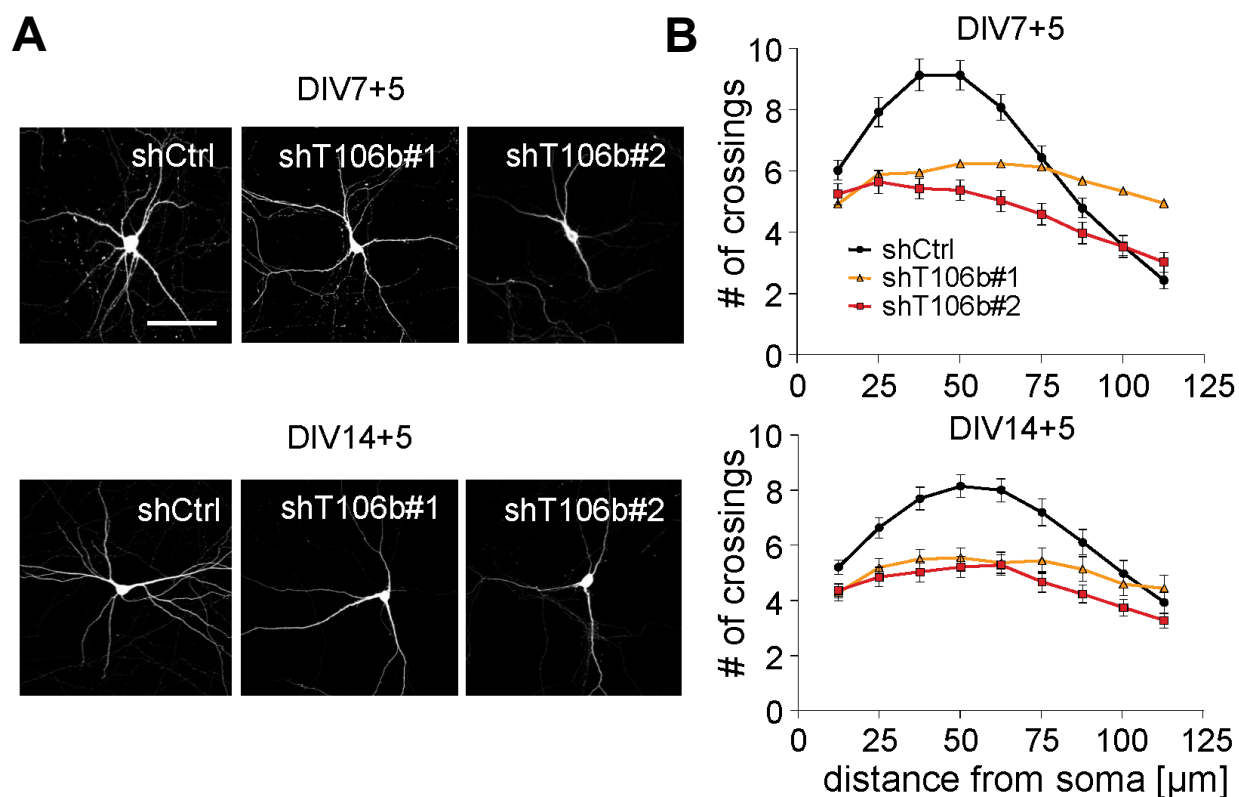 A
DIV7+5
shCtrl
shT106b#1
shT106b#2
DIV14+5
shCtrl
shT106b#1
shT106b#2
B
DIV7+5
# of crossings
10
8
6
4
2
0
shCtrl
shT106b#1
shT106b#2
0 25 50 75 100 125
DIV14+5
# of crossings
10
8
6
4
2
0
0 25 50 75 100 125
distance from soma [µm]